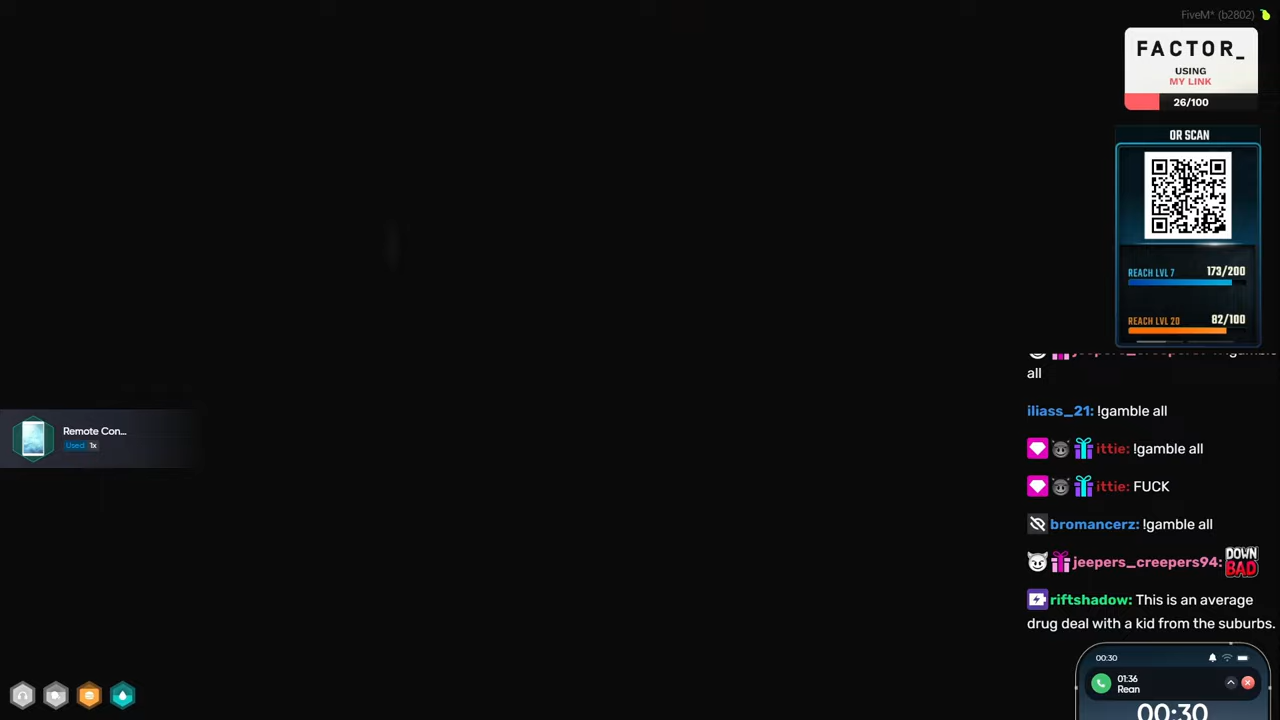 FiveM* (b2802)
FACTOR_
USING
MY LINK
26/100
OR SCAN
REACH LVL 7 173/200
REACH LVL 20 82/100
all
iliass_21: !gamble all
ittie: !gamble all
ittie: FUCK
bromancerz: !gamble all
jeepers_creepers94: DOWN BAD
riftshadow: This is an average
drug deal with a kid from the suburbs.
Remote Con...
Used 1x
00:30
01:36
Rean
00:30